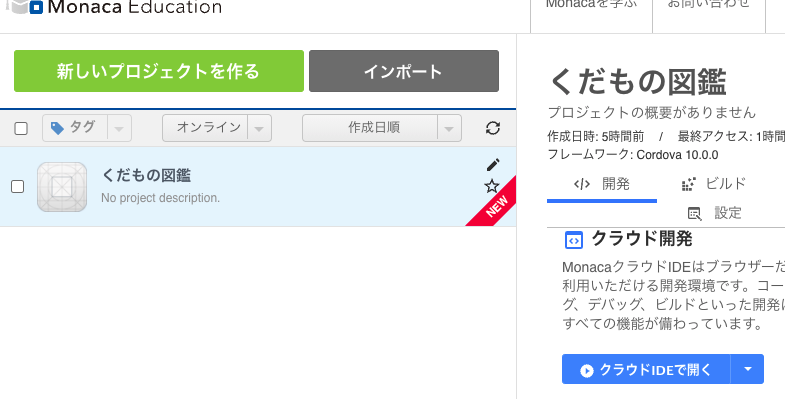 Monaca Education
Monacaを学ぶ
お問い合わせ
新しいプロジェクトを作る
インポート
タグ
オンライン
作成日順
くだもの図鑑
No project description.
NEW
くだもの図鑑
プロジェクトの概要がありません
作成日時: 5時間前 / 最終アクセス: 1時間
フレームワーク: Cordova 10.0.0
開発
ビルド
設定
クラウド開発
MonacaクラウドIDEはブラウザーだ
利用いただける開発環境です。コー
グ、デバッグ、ビルドといった開発に
すべての機能が備わっています。
クラウドIDEで開く